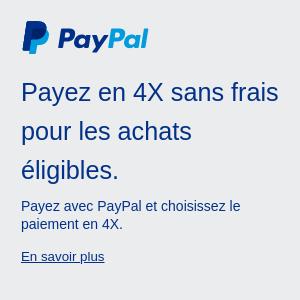 PayPal
Payez en 4X sans frais
pour les achats
éligibles.
Payez avec PayPal et choisissez le
paiement en 4X.
En savoir plus